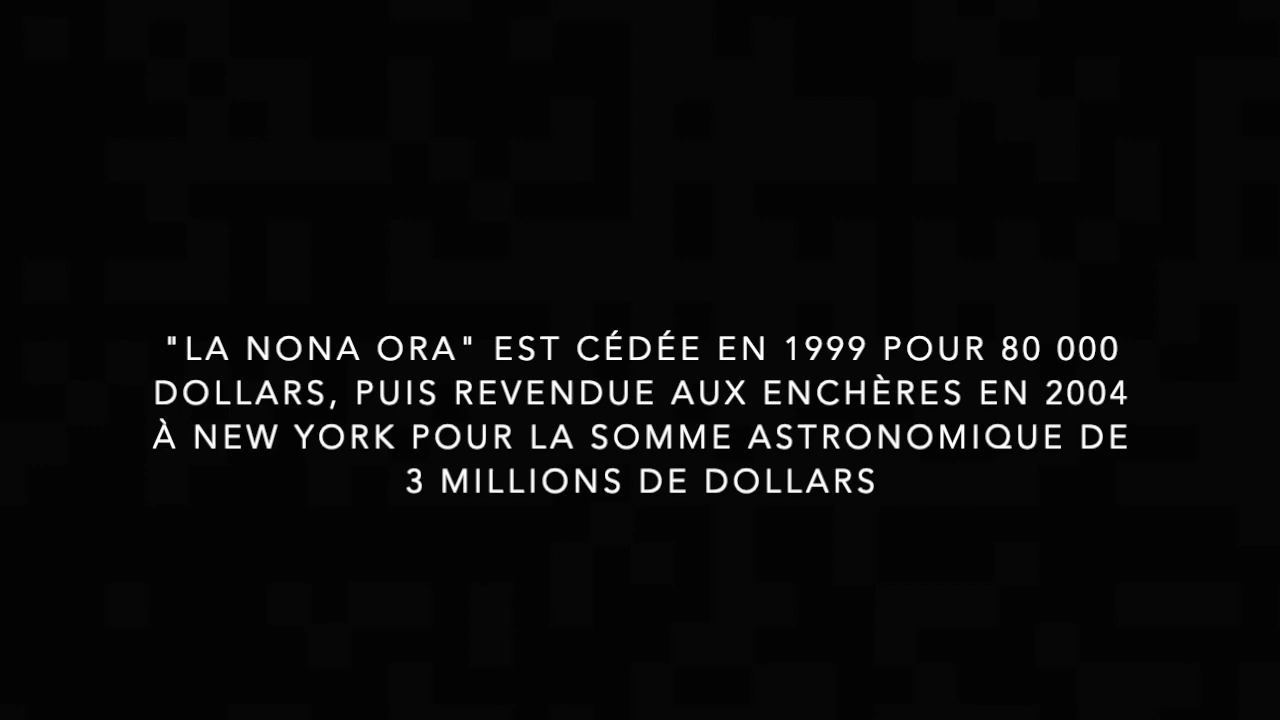 "LA NONA ORA" EST CÉDÉE EN 1999 POUR 80 000
DOLLARS, PUIS REVENDUE AUX ENCHÈRES EN 2004
À NEW YORK POUR LA SOMME ASTRONOMIQUE DE
3 MILLIONS DE DOLLARS